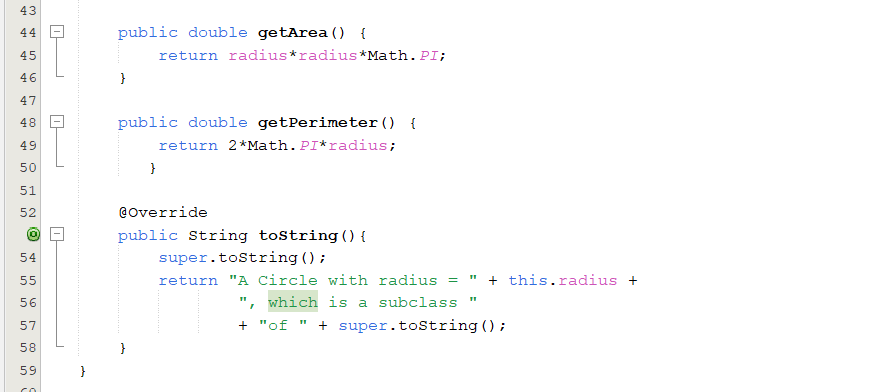 43
44 public double getArea() {
45 return radius*radius*Math.PI;
46 }
47
48 public double getPerimeter() {
49 return 2*Math.PI*radius;
50 }
51
52 @Override
public String toString(){
54 super.toString();
55 return "A Circle with radius = " + this.radius +
56 ", which is a subclass "
57 + "of " + super.toString();
58 }
59 }
60